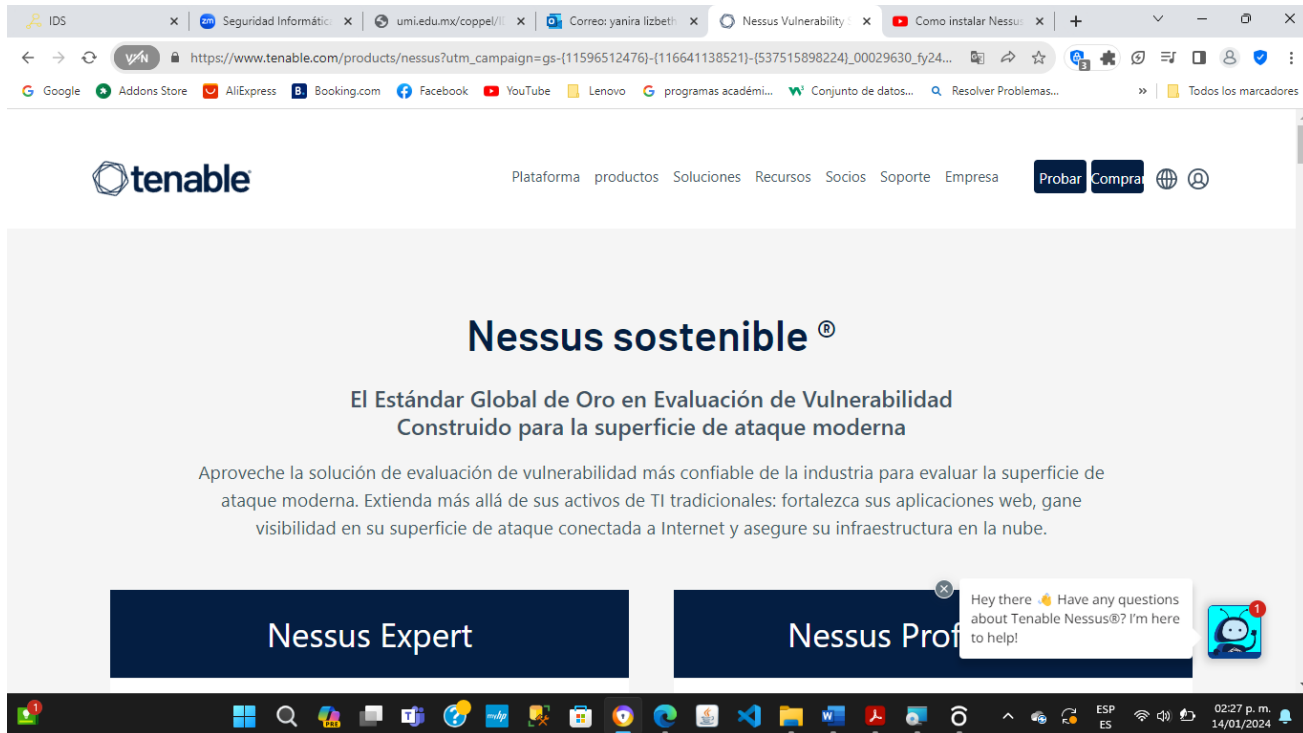 IDS
Seguridad Informátic
umi.edu.mx/coppel/I
Correo: yanira lizbeth
Nessus Vulnerability S
Como instalar Nessus
https://www.tenable.com/products/nessus?utm_campaign=gs-{11596512476}-{116641138521}-{537515898224}_00029630_fy24...
3
Google
Addons Store
AliExpress
B.
Booking.com
Facebook
YouTube
Lenovo
programas académi...
Conjunto de datos...
Resolver Problemas...
»
Todos los marcadores
tenable
Plataforma productos Soluciones Recursos Socios Soporte Empresa
Probar
Comprar
Nessus sostenible ®
El Estándar Global de Oro en Evaluación de Vulnerabilidad
Construido para la superficie de ataque moderna
Aproveche la solución de evaluación de vulnerabilidad más confiable de la industria para evaluar la superficie de
ataque moderna. Extienda más allá de sus activos de TI tradicionales: fortalezca sus aplicaciones web, gane
visibilidad en su superficie de ataque conectada a Internet y asegure su infraestructura en la nube.
Nessus Expert
Nessus Prof
Hey there 👋 Have any questions
about Tenable Nessus®? I'm here
to help!
1
1
PRE
ESP
ES
02:27 p. m.
14/01/2024